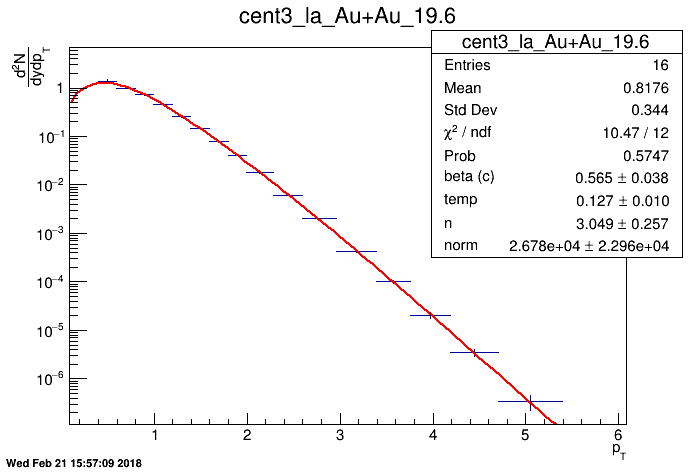 cent3_la_Au+Au_19.6
cent3_la_Au+Au_19.6
Entries 16
Mean 0.8176
Std Dev 0.344
χ² / ndf 10.47 / 12
Prob 0.5747
beta (c) 0.565 ± 0.038
temp 0.127 ± 0.010
n 3.049 ± 0.257
norm 2.678e+04 ± 2.296e+04
d²N
dydp_T
1
10⁻¹
10⁻²
10⁻³
10⁻⁴
10⁻⁵
10⁻⁶
1 2 3 4 5 6
p_T
Wed Feb 21 15:57:09 2018